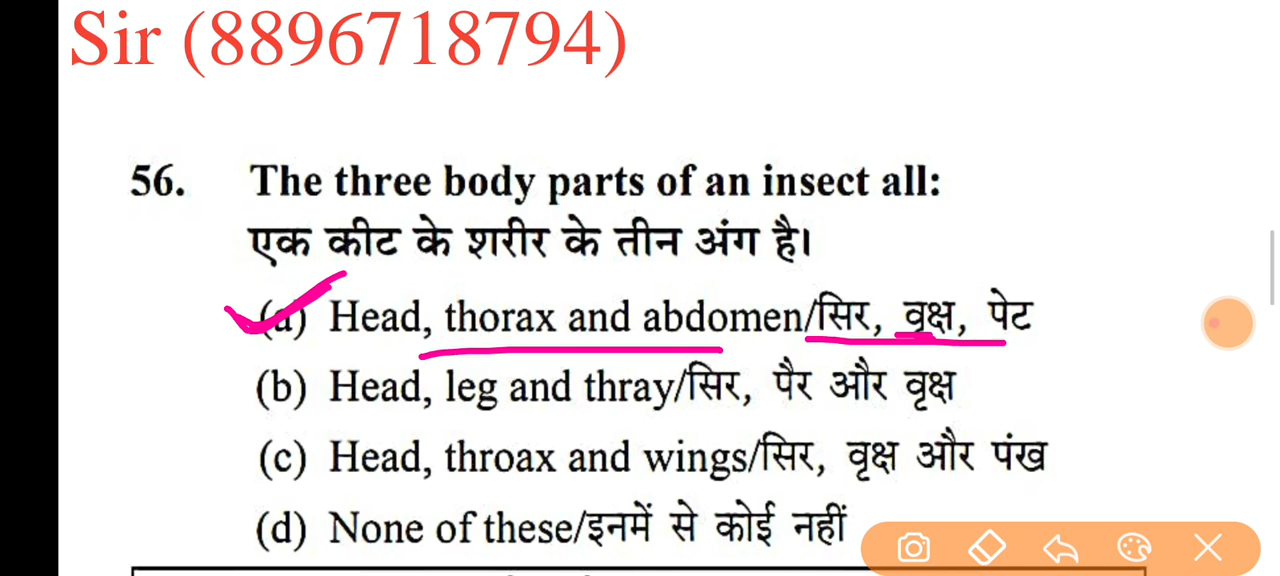 Sir (8896718794)
56. The three body parts of an insect all:
एक कीट के शरीर के तीन अंग है।
(a) Head, thorax and abdomen/सिर, वृक्ष, पेट
(b) Head, leg and thray/सिर, पैर और वृक्ष
(c) Head, throax and wings/सिर, वृक्ष और पंख
(d) None of these/इनमें से कोई नहीं